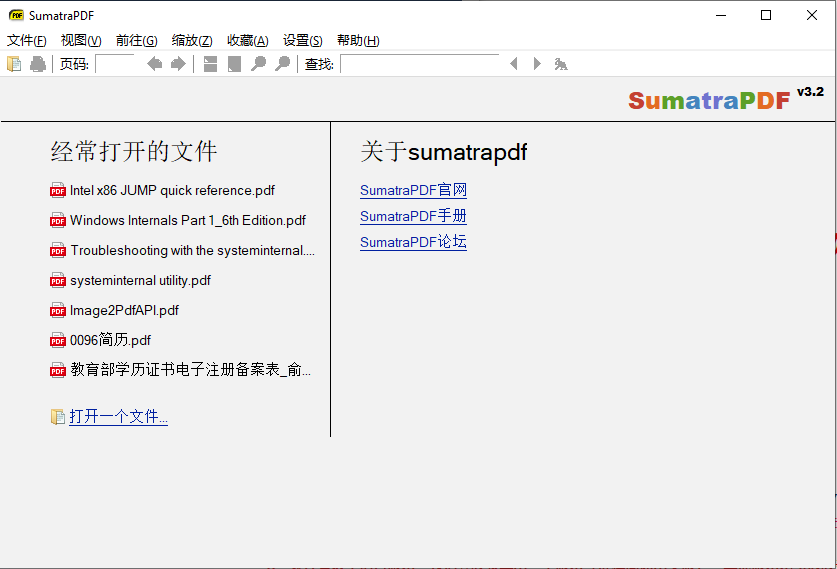 SumatraPDF
文件(F) 视图(V) 前往(G) 缩放(Z) 收藏(A) 设置(S) 帮助(H)
页码: 查找:
SumatraPDF v3.2
经常打开的文件
Intel x86 JUMP quick reference.pdf
Windows Internals Part 1_6th Edition.pdf
Troubleshooting with the systeminternal....
systeminternal utility.pdf
Image2PdfAPI.pdf
0096简历.pdf
教育部学历证书电子注册备案表_俞...
打开一个文件...
关于sumatrapdf
SumatraPDF官网
SumatraPDF手册
SumatraPDF论坛